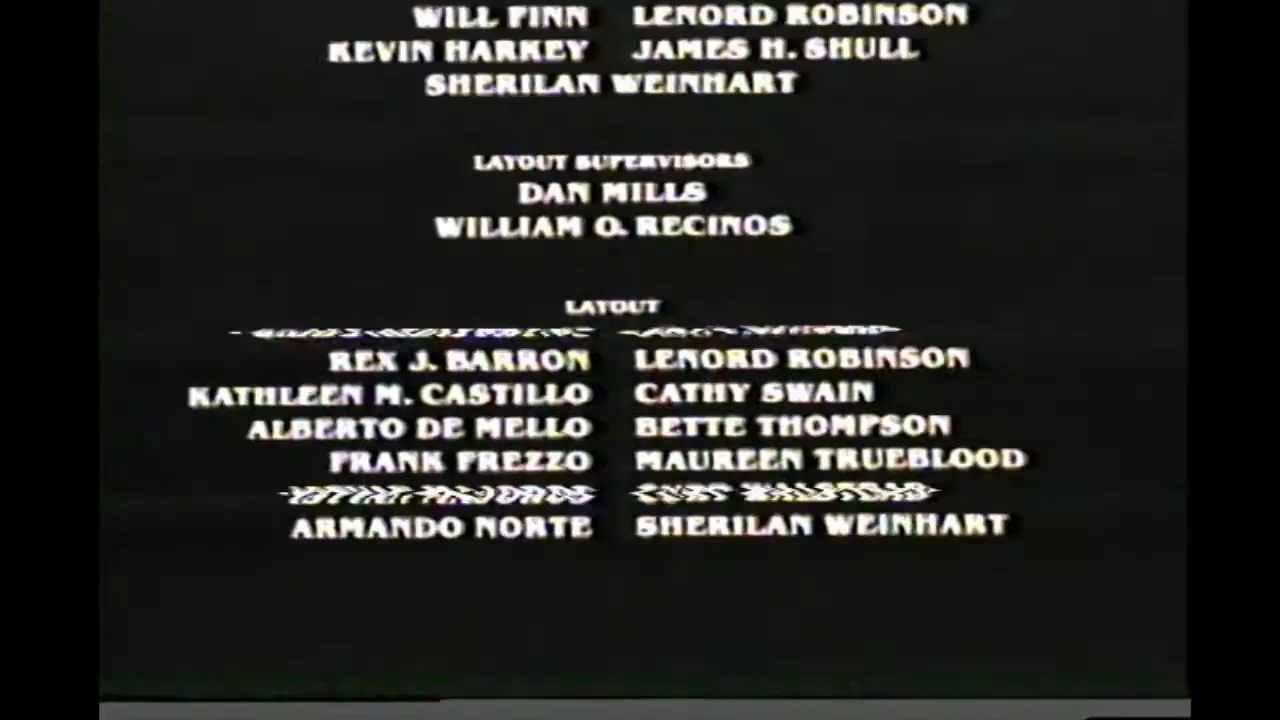 WILL FINN LENORD ROBINSON
KEVIN HARKEY JAMES H. SHULL
SHERILAN WEINHART
LAYOUT SUPERVISORS
DAN MILLS
WILLIAM O. RECINOS
LAYOUT
REX J. BARRON LENORD ROBINSON
KATHLEEN M. CASTILLO CATHY SWAIN
ALBERTO DE MELLO BETTE THOMPSON
FRANK FREZZO MAUREEN TRUEBLOOD
ARMANDO NORTE SHERILAN WEINHART